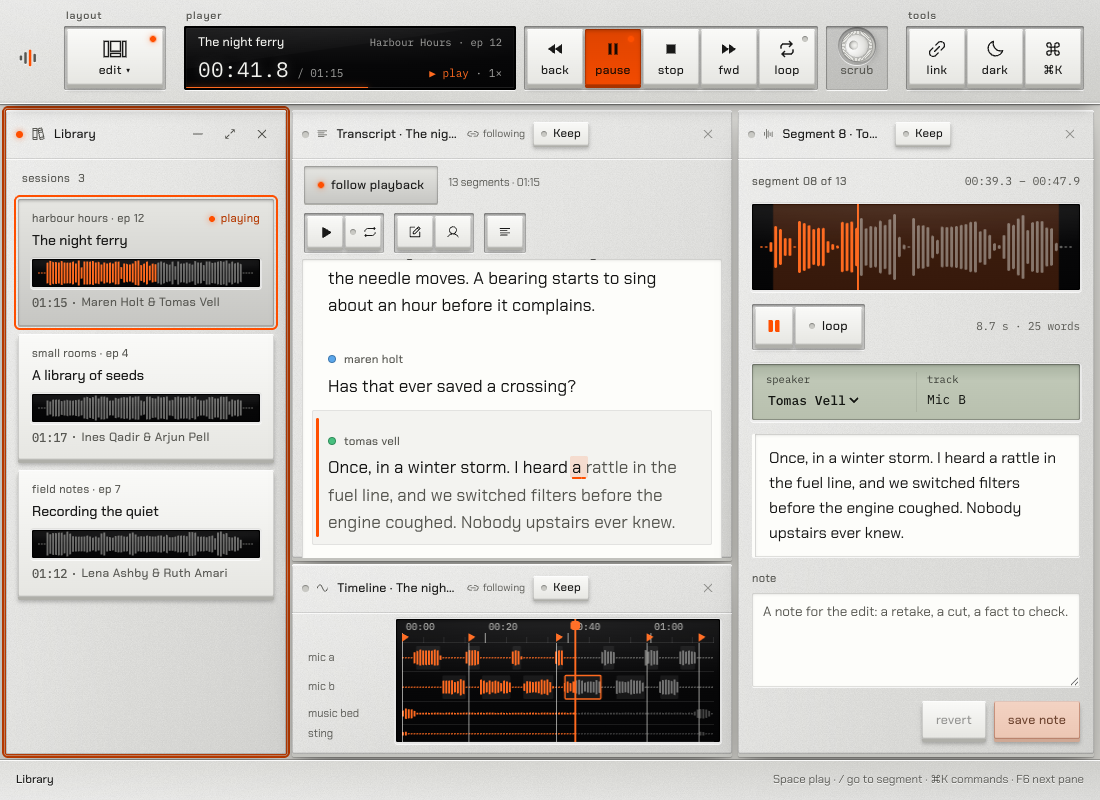 layout
player
tools
edit ▾
The night ferry
Harbour Hours · ep 12
00:41.8 / 01:15
▶ play · 1×
back
pause
stop
fwd
loop
scrub
link
dark
⌘
⌘K
Library
sessions 3
harbour hours · ep 12
playing
The night ferry
01:15 · Maren Holt & Tomas Vell
small rooms · ep 4
A library of seeds
01:17 · Ines Qadir & Arjun Pell
field notes · ep 7
Recording the quiet
01:12 · Lena Ashby & Ruth Amari
Transcript · The nig...
following
Keep
follow playback
13 segments · 01:15
the needle moves. A bearing starts to sing
about an hour before it complains.
maren holt
Has that ever saved a crossing?
tomas vell
Once, in a winter storm. I heard a rattle in the
fuel line, and we switched filters before the
engine coughed. Nobody upstairs ever knew.
Timeline · The nigh...
following
Keep
00:00
00:20
0:40
01:00
mic a
mic b
music bed
sting
Segment 8 · To...
Keep
segment 08 of 13
00:39.3 – 00:47.9
loop
8.7 s · 25 words
speaker
track
Tomas Vell
Mic B
Once, in a winter storm. I heard a rattle in
the fuel line, and we switched filters
before the engine coughed. Nobody
upstairs ever knew.
note
A note for the edit: a retake, a cut, a fact to check.
revert
save note
Library
Space play · / go to segment · ⌘K commands · F6 next pane